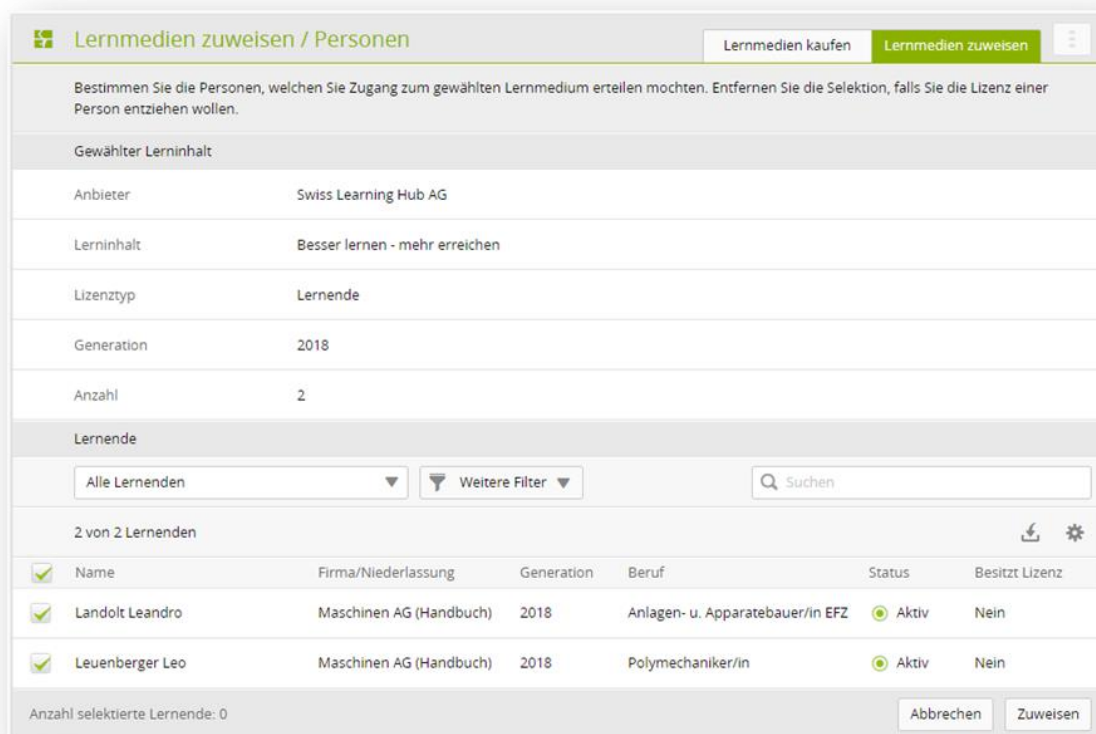 Lernmedien zuweisen / Personen
Lernmedien kaufen
Lernmedien zuweisen
Bestimmen Sie die Personen, welchen Sie Zugang zum gewählten Lernmedium erteilen mochten. Entfernen Sie die Selektion, falls Sie die Lizenz einer
Person entziehen wollen.
Gewählter Lerninhalt
Anbieter Swiss Learning Hub AG
Lerninhalt Besser lernen - mehr erreichen
Lizenztyp Lernende
Generation 2018
Anzahl 2
Lernende
Alle Lernenden Weitere Filter Suchen
2 von 2 Lernenden
Name Firma/Niederlassung Generation Beruf Status Besitzt Lizenz
Landolt Leandro Maschinen AG (Handbuch) 2018 Anlagen- u. Apparatebauer/in EFZ Aktiv Nein
Leuenberger Leo Maschinen AG (Handbuch) 2018 Polymechaniker/in Aktiv Nein
Anzahl selektierte Lernende: 0 Abbrechen Zuweisen